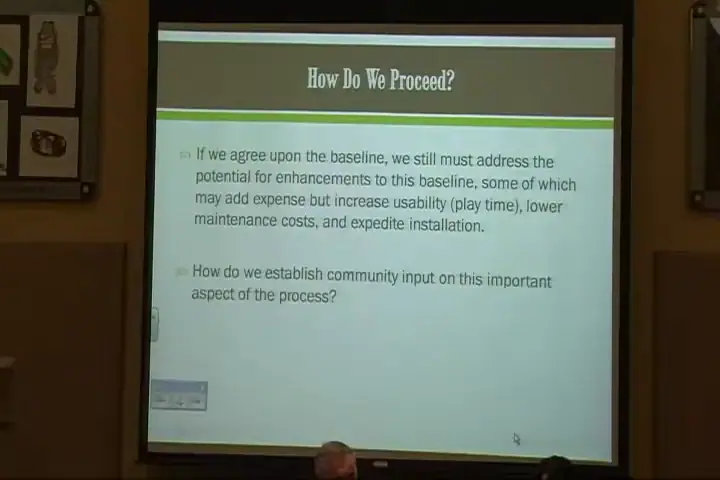 How Do We Proceed?
If we agree upon the baseline, we still must address the
potential for enhancements to this baseline, some of which
may add expense but increase usability (play time), lower
maintenance costs, and expedite installation.
How do we establish community input on this important
aspect of the process?